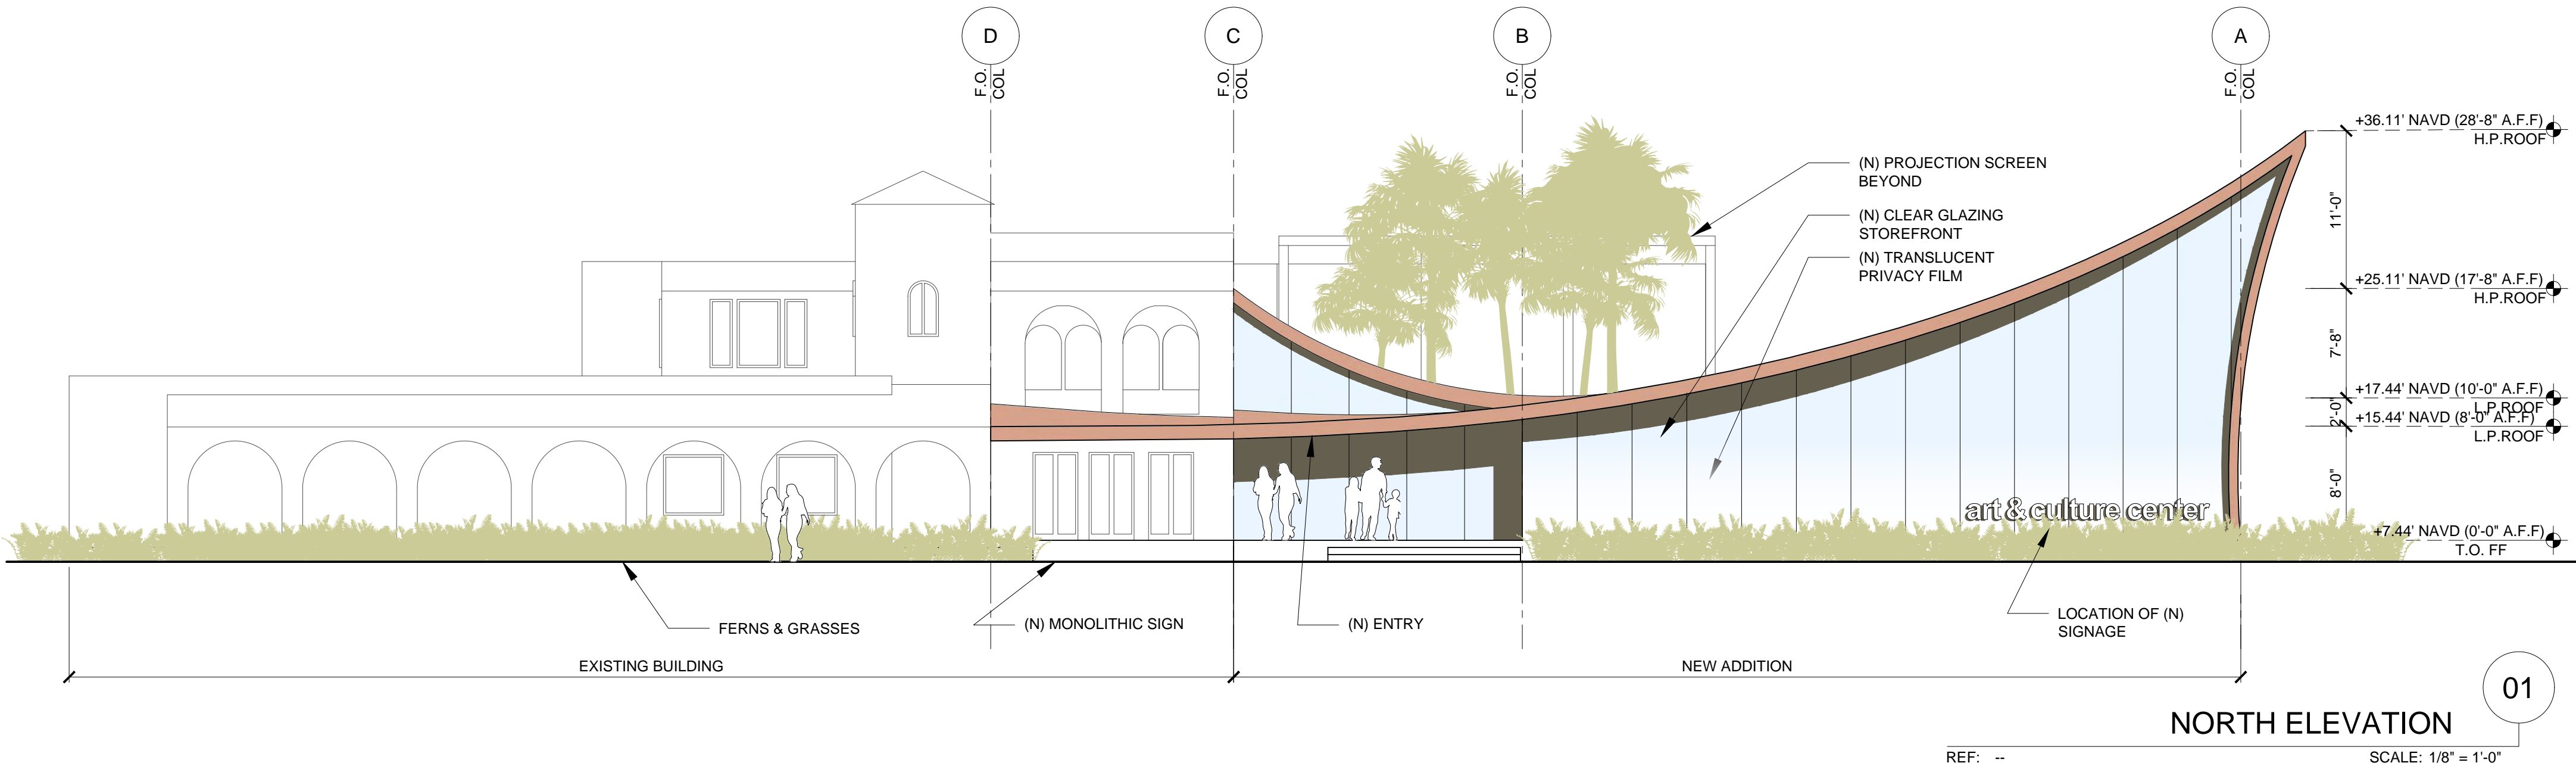 D
C
B
A
F.O.
COL
F.O.
COL
F.O.
COL
F.O.
COL
+36.11' NAVD (28'-8" A.F.F)
H.P.ROOF
(N) PROJECTION SCREEN
BEYOND
(N) CLEAR GLAZING
STOREFRONT
(N) TRANSLUCENT
PRIVACY FILM
11'-0"
+25.11' NAVD (17'-8" A.F.F)
H.P.ROOF
7'-8"
+17.44' NAVD (10'-0" A.F.F)
L.P.ROOF
2'-0"
+15.44' NAVD (8'-0" A.F.F)
L.P.ROOF
8'-0"
art & culture center
+7.44' NAVD (0'-0" A.F.F)
T.O. FF
FERNS & GRASSES
(N) MONOLITHIC SIGN
(N) ENTRY
LOCATION OF (N)
SIGNAGE
EXISTING BUILDING
NEW ADDITION
01
NORTH ELEVATION
REF: --
SCALE: 1/8" = 1'-0"